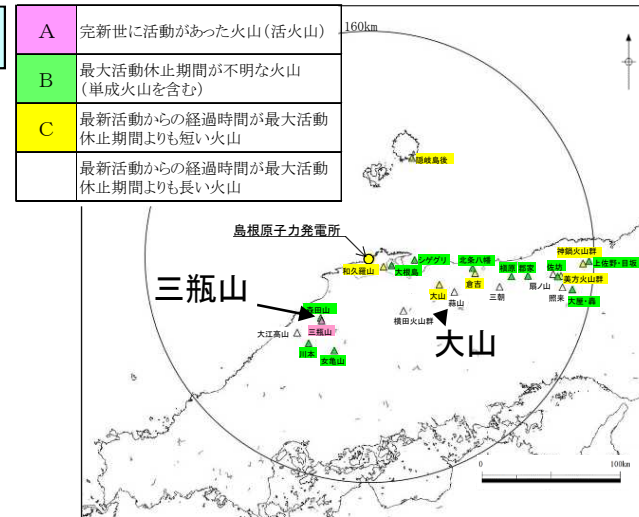 A
完新世に活動があった火山(活火山)
B
最大活動休止期間が不明な火山
(単成火山を含む)
C
最新活動からの経過時間が最大活動
休止期間よりも短い火山
最新活動からの経過時間が最大活動
休止期間よりも長い火山
160km
隠岐島後
島根原子力発電所
和久羅山
大根島
シゲグリ
北条八幡
倉吉
槇原
郡家
佐坊
神鍋火山群
上佐野・目坂
美方火山群
扇ノ山
照来
大屋・轟
三朝
大山
蒜山
横田火山群
三瓶山
大山
森田山
三瓶山
大江高山
川本
女亀山
0
100km